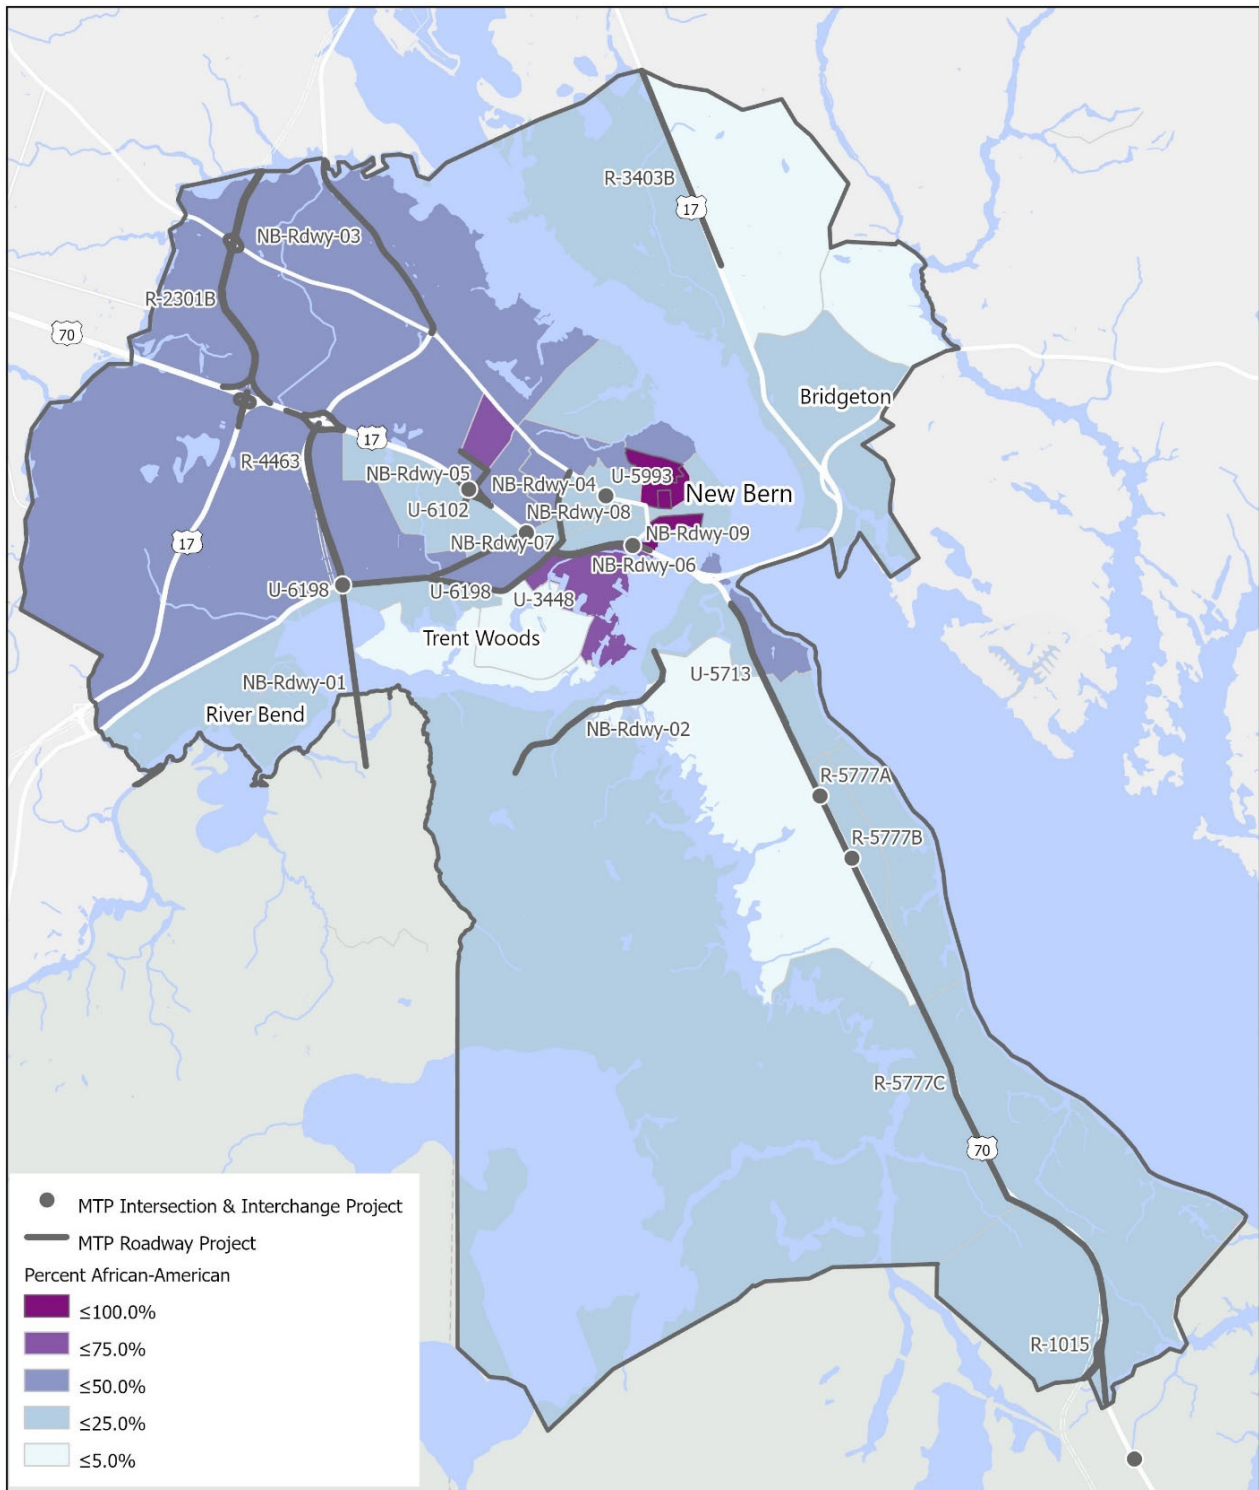 R-3403B
17
NB-Rdwy-03
R-2301B
70
Bridgeton
17
R-4463
NB-Rdwy-05
NB-Rdwy-04
U-5993
New Bern
U-6102
NB-Rdwy-08
NB-Rdwy-07
NB-Rdwy-09
17
NB-Rdwy-06
U-6198
U-6198
U-3448
Trent Woods
U-5713
NB-Rdwy-01
River Bend
NB-Rdwy-02
R-5777A
R-5777B
R-5777C
70
R-1015
MTP Intersection & Interchange Project
MTP Roadway Project
Percent African-American
≤100.0%
≤75.0%
≤50.0%
≤25.0%
≤5.0%